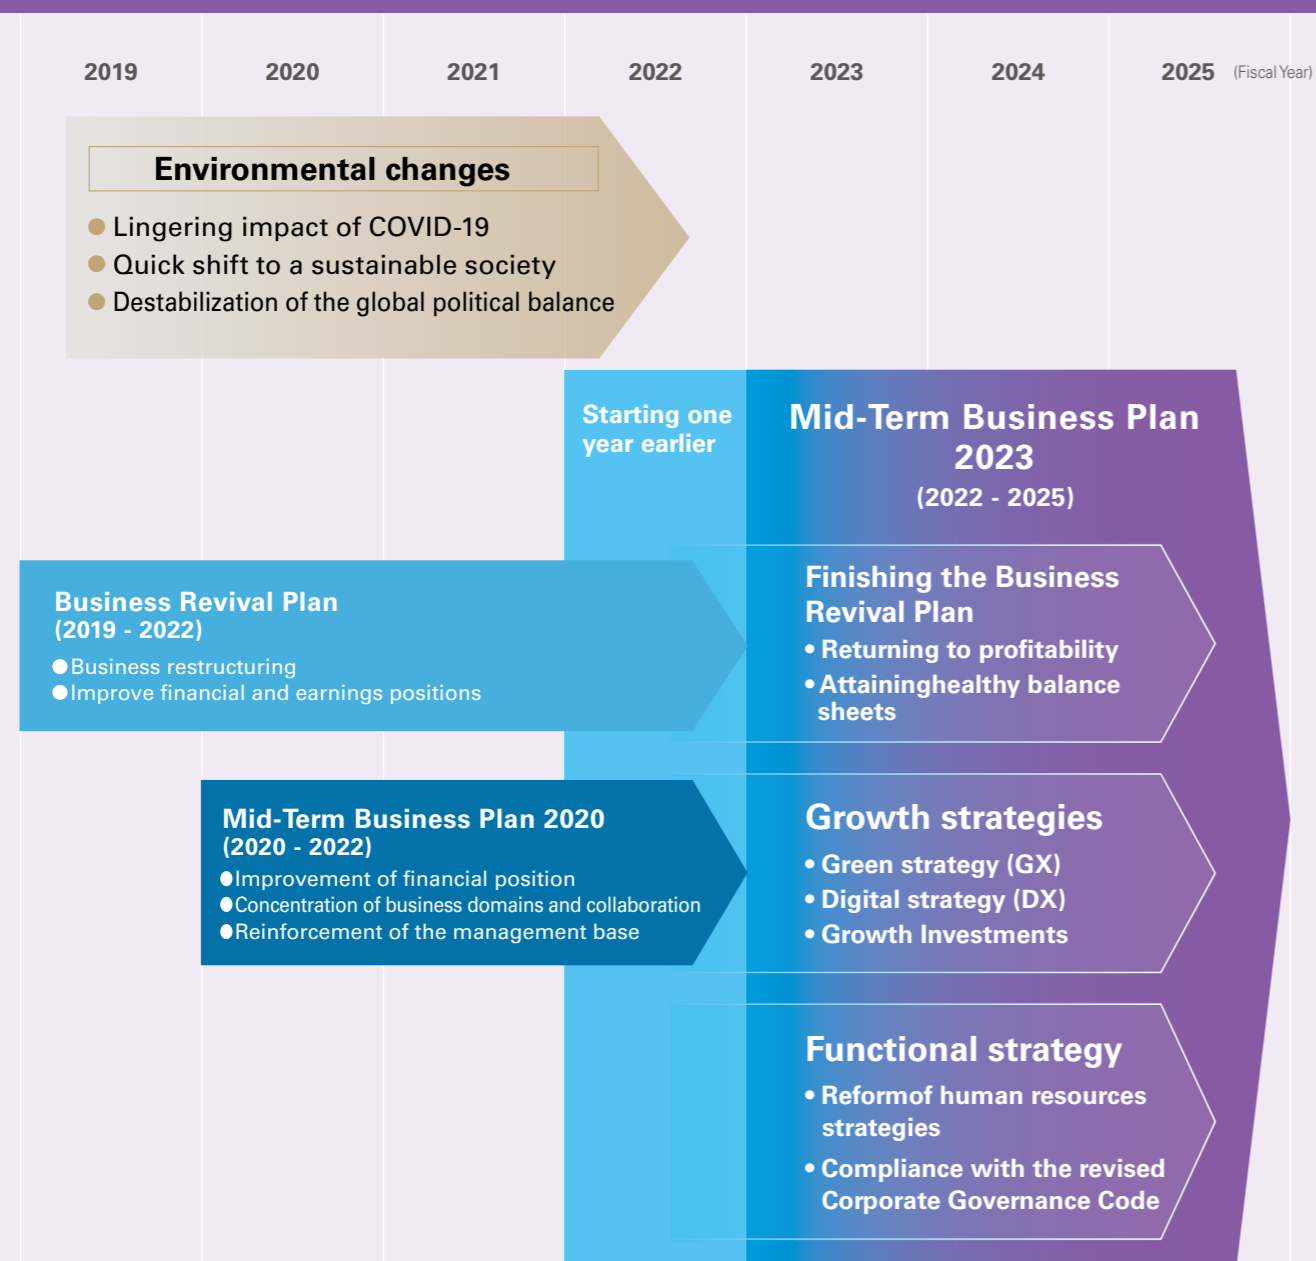 2019 2020 2021 2022 2023 2024 2025 (Fiscal Year)
Environmental changes
● Lingering impact of COVID-19
● Quick shift to a sustainable society
● Destabilization of the global political balance
Starting one
year earlier
Mid-Term Business Plan
2023
(2022 - 2025)
Business Revival Plan
(2019 - 2022)
●Business restructuring
●Improve financial and earnings positions
Finishing the Business
Revival Plan
• Returning to profitability
• Attaininghealthy balance
sheets
Mid-Term Business Plan 2020
(2020 - 2022)
●Improvement of financial position
●Concentration of business domains and collaboration
●Reinforcement of the management base
Growth strategies
• Green strategy (GX)
• Digital strategy (DX)
• Growth Investments
Functional strategy
• Reformof human resources
strategies
• Compliance with the revised
Corporate Governance Code